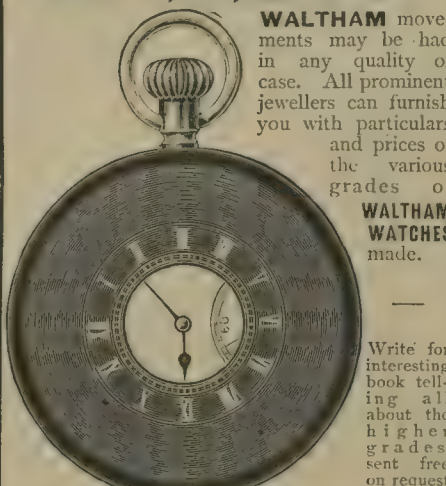 WALTHAM move-
ments may be had
in any quality o
case. All prominent
jewellers can furnish
you with particulars
and prices o
the various
grades o
WALTHAM
WATCHES
made.
Write for
interesting
book tell-
ing all
about the
higher
grades
sent free
on request